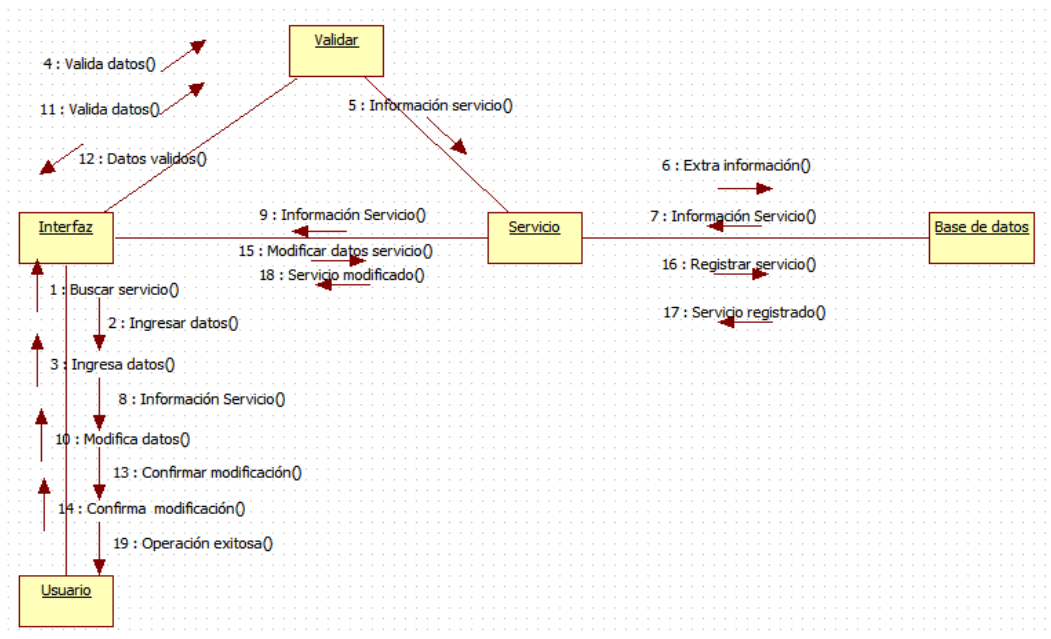 Validar
4 : Valida datos()
11 : Valida datos()
5 : Información servicio()
12 : Datos validos()
6 : Extra información()
9 : Información Servicio()
7 : Información Servicio()
Interfaz
Servicio
Base de datos
15 : Modificar datos servicio()
16 : Registrar servicio()
18 : Servicio modificado()
1 : Buscar servicio()
17 : Servicio registrado()
2 : Ingresar datos()
3 : Ingresa datos()
8 : Información Servicio()
10 : Modifica datos()
13 : Confirmar modificación()
14 : Confirma modificación()
19 : Operación exitosa()
Usuario